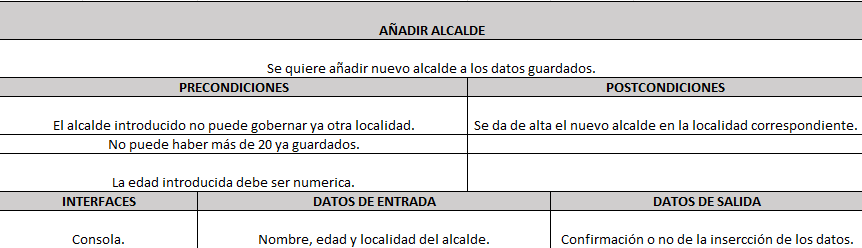 AÑADIR ALCALDE
Se quiere añadir nuevo alcalde a los datos guardados.
PRECONDICIONES POSTCONDICIONES
El alcalde introducido no puede gobernar ya otra localidad. Se da de alta el nuevo alcalde en la localidad correspondiente.
No puede haber más de 20 ya guardados.
La edad introducida debe ser numerica.
INTERFACES DATOS DE ENTRADA DATOS DE SALIDA
Consola. Nombre, edad y localidad del alcalde. Confirmación o no de la insercción de los datos.